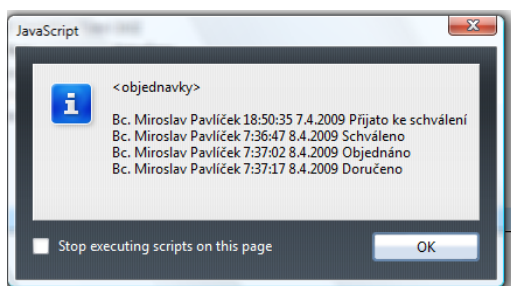 JavaScript
<objednavky>
Bc. Miroslav Pavlíček 18:50:35 7.4.2009 Přijato ke schválení
Bc. Miroslav Pavlíček 7:36:47 8.4.2009 Schváleno
Bc. Miroslav Pavlíček 7:37:02 8.4.2009 Objednáno
Bc. Miroslav Pavlíček 7:37:17 8.4.2009 Doručeno
Stop executing scripts on this page
OK